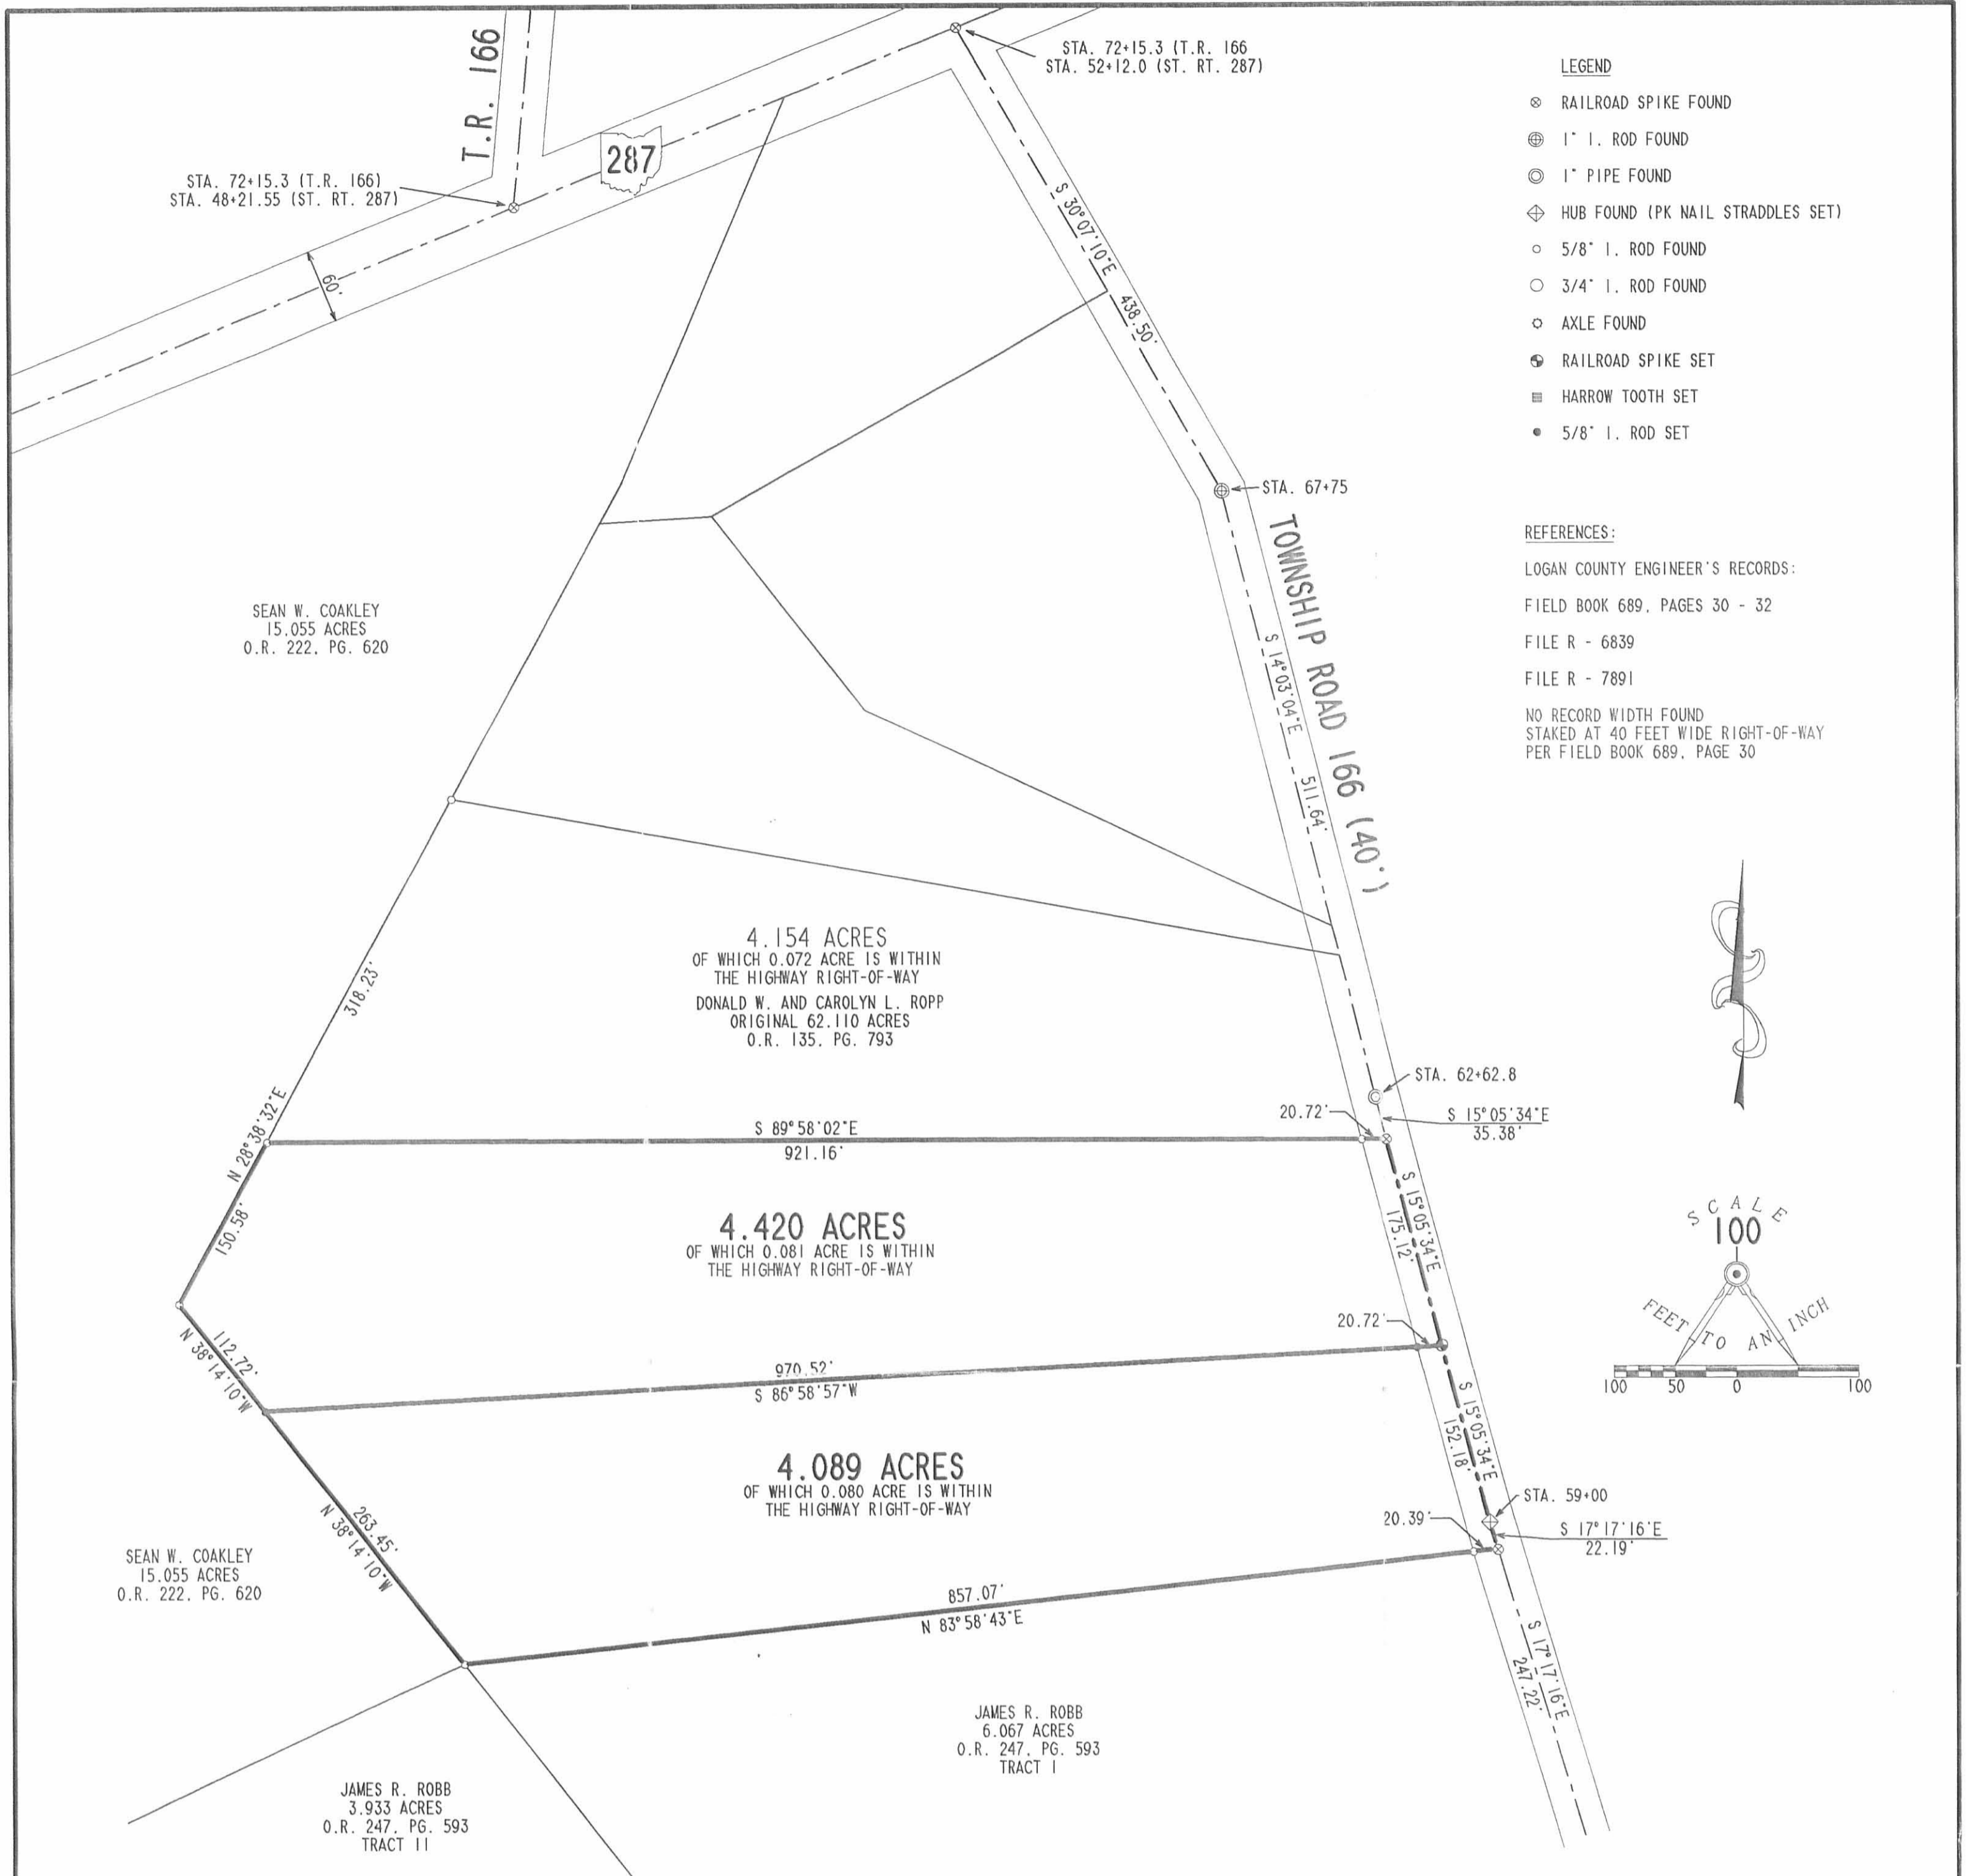 T.R. 166
STA. 72+15.3 (T.R. 166
STA. 52+12.0 (ST. RT. 287)
287
STA. 72+15.3 (T.R. 166)
STA. 48+21.55 (ST. RT. 287)
60'
S 30°07'10"E
438.50'
STA. 67+75
TOWNSHIP ROAD 166 (40')
S 14°03'04"E
511.64'
LEGEND
RAILROAD SPIKE FOUND
1" I. ROD FOUND
1" PIPE FOUND
HUB FOUND (PK NAIL STRADDLES SET)
5/8" I. ROD FOUND
3/4" I. ROD FOUND
AXLE FOUND
RAILROAD SPIKE SET
HARROW TOOTH SET
5/8" I. ROD SET
REFERENCES:
LOGAN COUNTY ENGINEER'S RECORDS:
FIELD BOOK 689, PAGES 30 - 32
FILE R - 6839
FILE R - 7891
NO RECORD WIDTH FOUND
STAKED AT 40 FEET WIDE RIGHT-OF-WAY
PER FIELD BOOK 689, PAGE 30
SEAN W. COAKLEY
15.055 ACRES
O.R. 222, PG. 620
4.154 ACRES
OF WHICH 0.072 ACRE IS WITHIN
THE HIGHWAY RIGHT-OF-WAY
DONALD W. AND CAROLYN L. ROPP
ORIGINAL 62.110 ACRES
O.R. 135, PG. 793
318.23'
N 28°38'32"E
150.58'
STA. 62+62.8
20.72'
S 15°05'34"E
35.38'
S 89°58'02"E
921.16'
S 15°05'34"E
175.12'
4.420 ACRES
OF WHICH 0.081 ACRE IS WITHIN
THE HIGHWAY RIGHT-OF-WAY
SCALE
100
FEET TO AN INCH
100 50 0 100
20.72'
112.72'
N 38°14'10"W
970.52'
S 86°58'57"W
S 15°05'34"E
152.18'
4.089 ACRES
OF WHICH 0.080 ACRE IS WITHIN
THE HIGHWAY RIGHT-OF-WAY
STA. 59+00
20.39'
S 17°17'16"E
22.19'
263.45'
N 38°14'10"W
SEAN W. COAKLEY
15.055 ACRES
O.R. 222, PG. 620
857.07'
N 83°58'43"E
S 17°17'16"E
247.22'
JAMES R. ROBB
6.067 ACRES
O.R. 247, PG. 593
TRACT I
JAMES R. ROBB
3.933 ACRES
O.R. 247, PG. 593
TRACT II